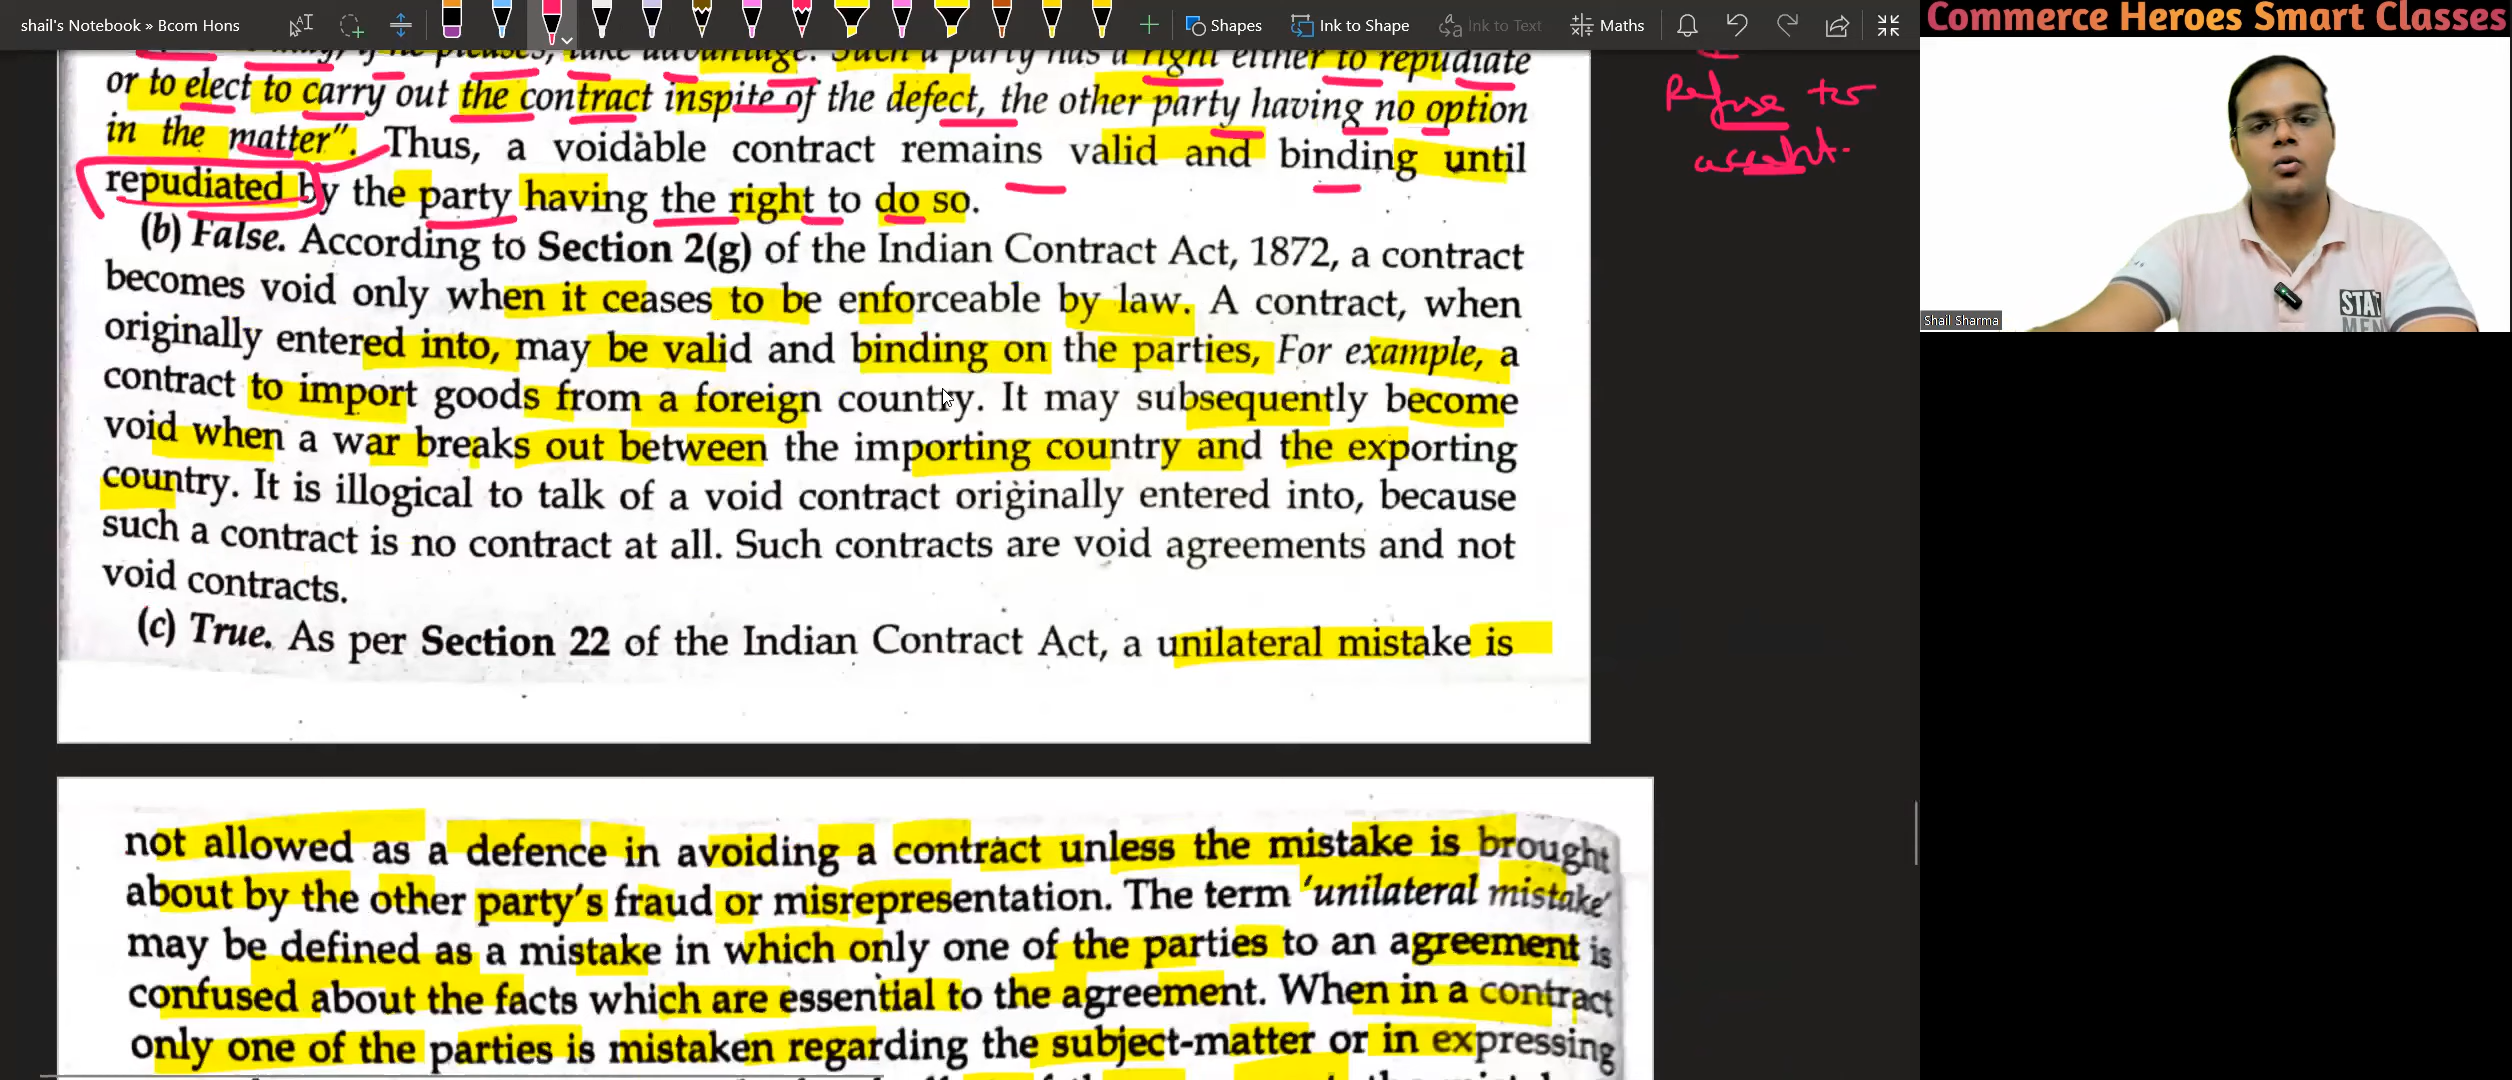 shail's Notebook » Bcom Hons
Shapes
Ink to Shape
Ink to Text
Maths
Commerce Heroes Smart Classes
take advantage. Such a party has a right either to repudiate
or to elect to carry out the contract inspite of the defect, the other party having no option
in the matter". Thus, a voidable contract remains valid and binding until
repudiated by the party having the right to do so.
Refuse to
accept.
(b) False. According to Section 2(g) of the Indian Contract Act, 1872, a contract
becomes void only when it ceases to be enforceable by law. A contract, when
originally entered into, may be valid and binding on the parties, For example, a
contract to import goods from a foreign country. It may subsequently become
void when a war breaks out between the importing country and the exporting
country. It is illogical to talk of a void contract originally entered into, because
such a contract is no contract at all. Such contracts are void agreements and not
void contracts.
(c) True. As per Section 22 of the Indian Contract Act, a unilateral mistake is
not allowed as a defence in avoiding a contract unless the mistake is brought
about by the other party's fraud or misrepresentation. The term 'unilateral mistake'
may be defined as a mistake in which only one of the parties to an agreement is
confused about the facts which are essential to the agreement. When in a contract
only one of the parties is mistaken regarding the subject-matter or in expressing
STAT
MEN
Shail Sharma